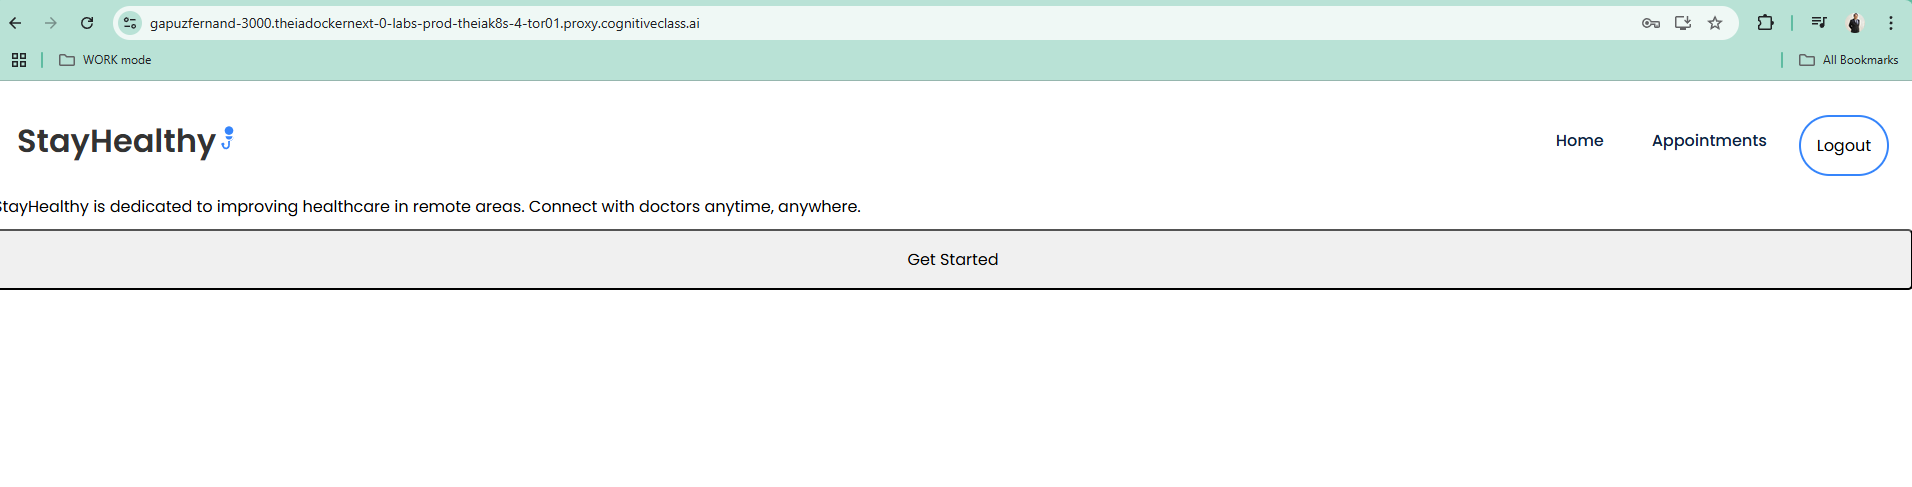 gapuzfernand-3000.theiadockernext-0-labs-prod-theiak8s-4-tor01.proxy.cognitiveclass.ai
WORK mode
All Bookmarks
StayHealthy
Home
Appointments
Logout
StayHealthy is dedicated to improving healthcare in remote areas. Connect with doctors anytime, anywhere.
Get Started